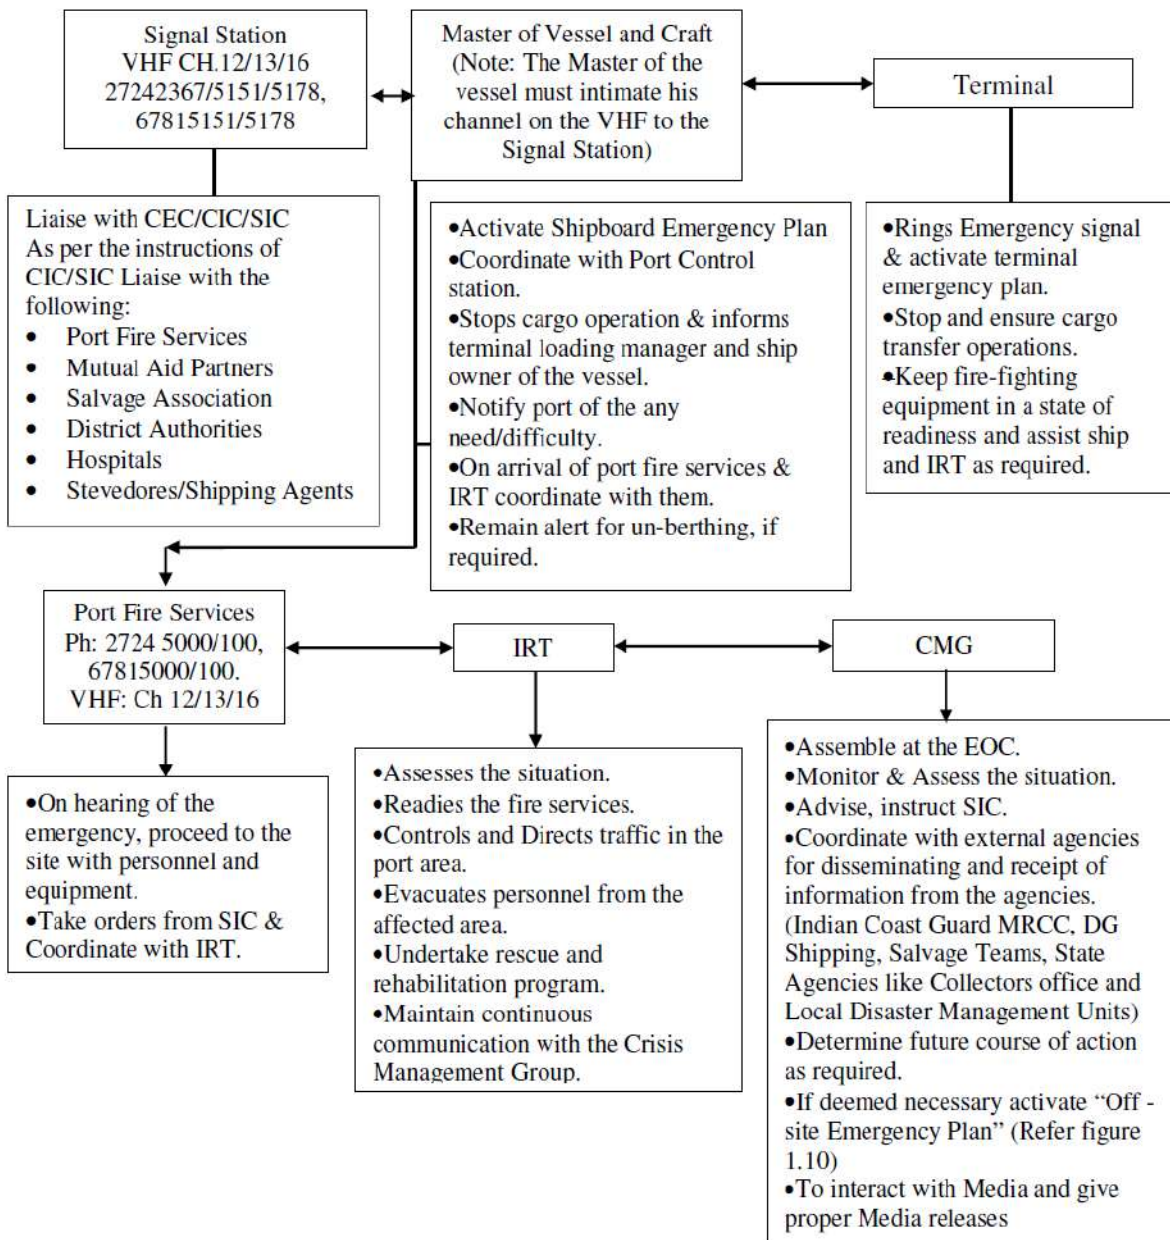 Signal Station
VHF CH.12/13/16
27242367/5151/5178,
67815151/5178
Master of Vessel and Craft
(Note: The Master of the
vessel must intimate his
channel on the VHF to the
Signal Station)
Terminal
Liaise with CEC/CIC/SIC
As per the instructions of
CIC/SIC Liaise with the
following:
• Port Fire Services
• Mutual Aid Partners
• Salvage Association
• District Authorities
• Hospitals
• Stevedores/Shipping Agents
•Activate Shipboard Emergency Plan
•Coordinate with Port Control
station.
•Stops cargo operation & informs
terminal loading manager and ship
owner of the vessel.
•Notify port of the any
need/difficulty.
•On arrival of port fire services &
IRT coordinate with them.
•Remain alert for un-berthing, if
required.
•Rings Emergency signal
& activate terminal
emergency plan.
•Stop and ensure cargo
transfer operations.
•Keep fire-fighting
equipment in a state of
readiness and assist ship
and IRT as required.
Port Fire Services
Ph: 2724 5000/100,
67815000/100.
VHF: Ch 12/13/16
IRT
CMG
•On hearing of the
emergency, proceed to the
site with personnel and
equipment.
•Take orders from SIC &
Coordinate with IRT.
•Assesses the situation.
•Readies the fire services.
•Controls and Directs traffic in the
port area.
•Evacuates personnel from the
affected area.
•Undertake rescue and
rehabilitation program.
•Maintain continuous
communication with the Crisis
Management Group.
•Assemble at the EOC.
•Monitor & Assess the situation.
•Advise, instruct SIC.
•Coordinate with external agencies
for disseminating and receipt of
information from the agencies.
(Indian Coast Guard MRCC, DG
Shipping, Salvage Teams, State
Agencies like Collectors office and
Local Disaster Management Units)
•Determine future course of action
as required.
•If deemed necessary activate “Off -
site Emergency Plan” (Refer figure
1.10)
•To interact with Media and give
proper Media releases